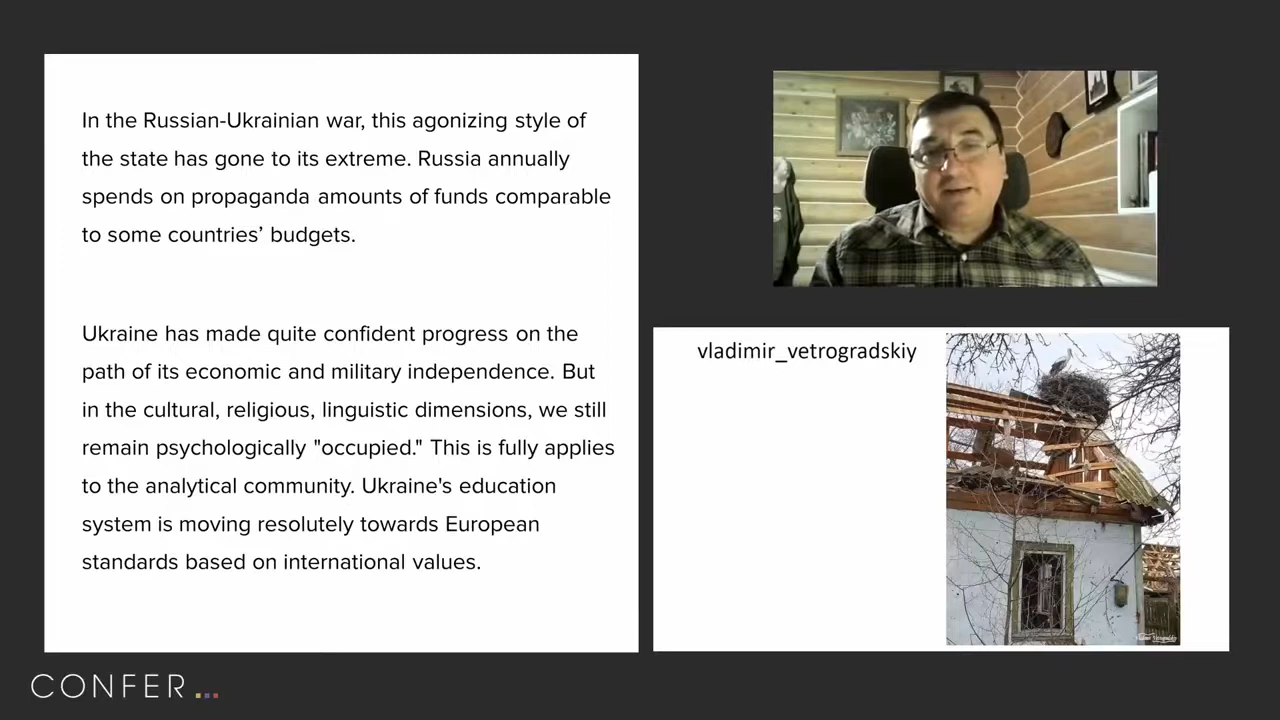 In the Russian-Ukrainian war, this agonizing style of
the state has gone to its extreme. Russia annually
spends on propaganda amounts of funds comparable
to some countries’ budgets.
Ukraine has made quite confident progress on the
path of its economic and military independence. But
in the cultural, religious, linguistic dimensions, we still
remain psychologically "occupied." This is fully applies
to the analytical community. Ukraine's education
system is moving resolutely towards European
standards based on international values.
vladimir_vetrogradskiy
CONFER